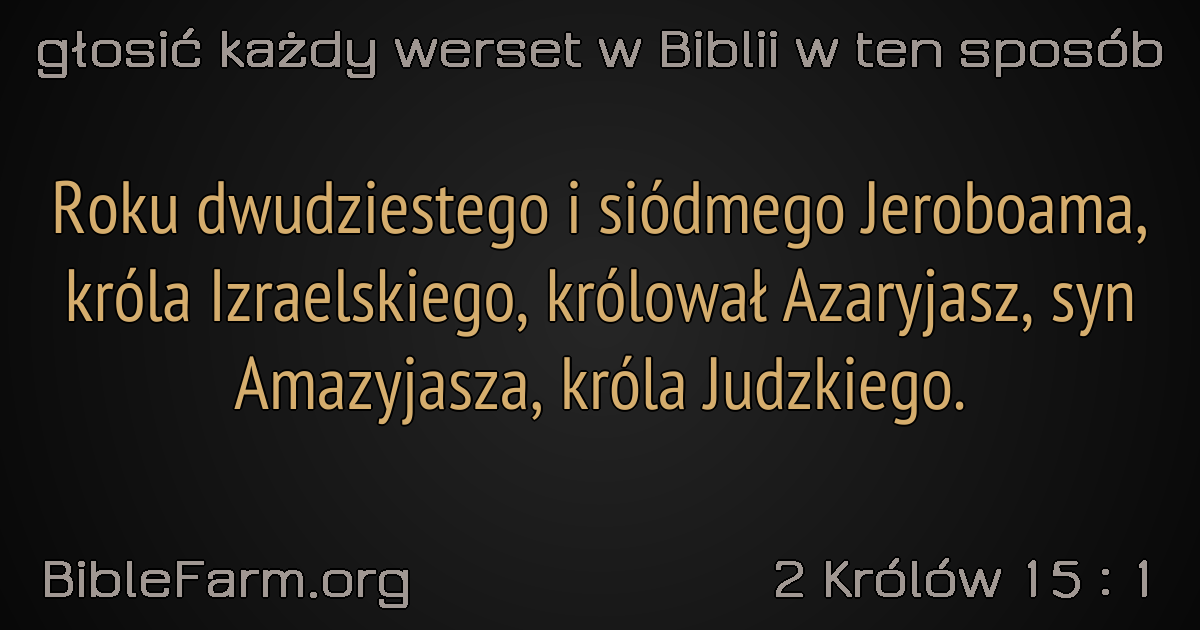 głosić każdy werset w Biblii w ten sposób
Roku dwudziestego i siódmego Jeroboama,
króla Izraelskiego, królował Azaryjasz, syn
Amazyjasza, króla Judzkiego.
BibleFarm.org
2 Królów 15 : 1